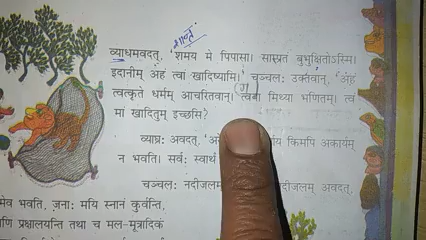 शान्त
व्याधमवदत्, 'शमय मे पिपासा। साम्प्रतं बुभुक्षितोऽस्मि।
इदानीम् अहं त्वां खादिष्यामि।' चञ्चलः उक्तवान्, 'अहं
त्वत्कृते धर्मम् आचरितवान्। त्वया मिथ्या भणितम्। त्वं
मां खादितुम् इच्छसि?
व्याघ्रः अवदत्, किमपि अकार्यम्
न भवति। सर्वः स्वार्थं
चञ्चलः नदीजलम् नदीजलम् अवदत्,
मेव भवति, जनाः मयि स्नानं कुर्वन्ति,
प्रक्षालयन्ति तथा च मल-मूत्रादिकं